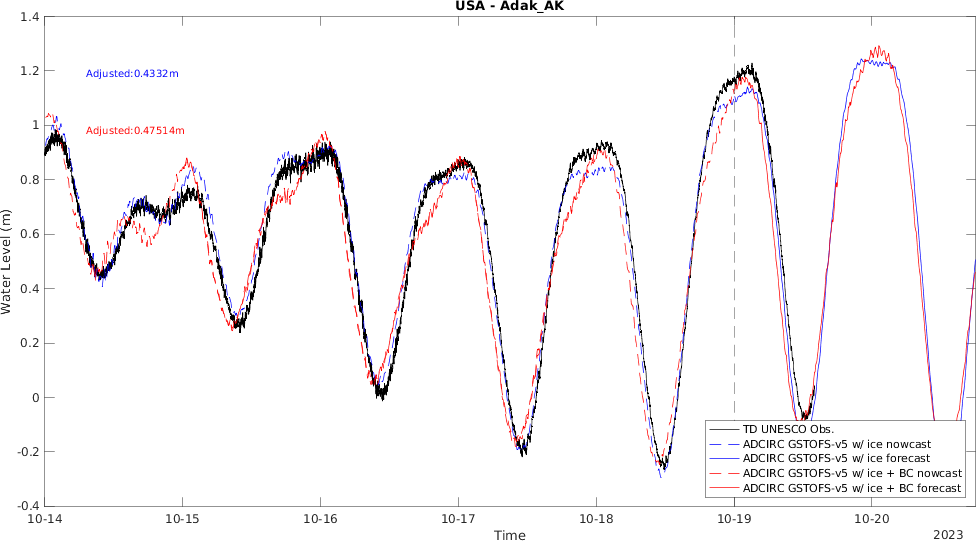 USA - Adak_AK
1.4
1.2
1
0.8
0.6
0.4
0.2
0
-0.2
-0.4
Water Level (m)
Adjusted:0.4332m
Adjusted:0.47514m
TD UNESCO Obs.
ADCIRC GSTOFS-v5 w/ ice nowcast
ADCIRC GSTOFS-v5 w/ ice forecast
ADCIRC GSTOFS-v5 w/ ice + BC nowcast
ADCIRC GSTOFS-v5 w/ ice + BC forecast
10-14 10-15 10-16 10-17 10-18 10-19 10-20
Time
2023